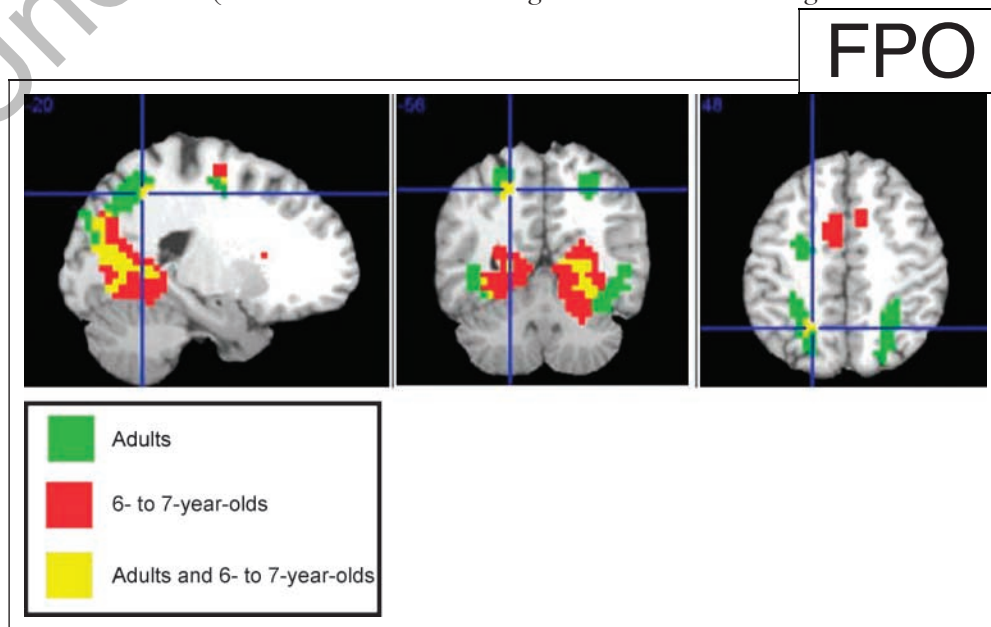 FPO
-20
-56
48
Adults
6- to 7-year-olds
Adults and 6- to 7-year-olds